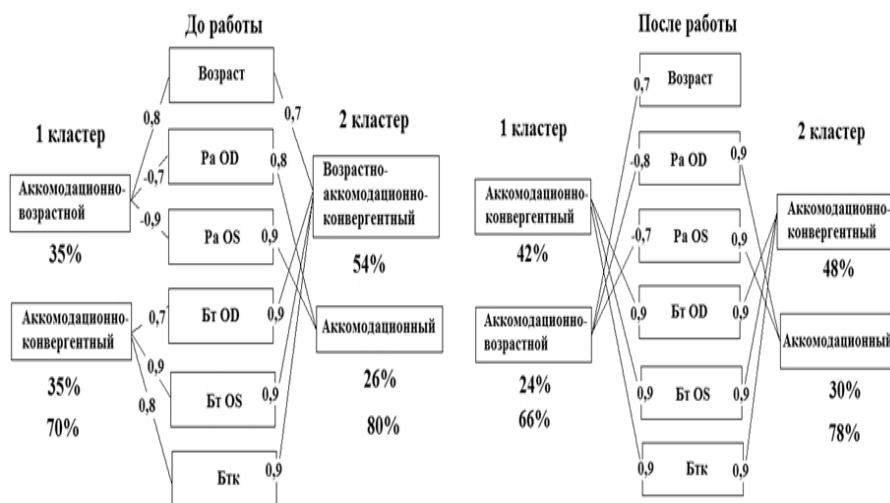 До работы
После работы
Возраст
0,8
0,7
1 кластер
2 кластер
Ра OD
-0,7
0,8
Аккомодационно-
возрастной
35%
Ра OS
-0,9
0,9
Возрастно-
аккомодационно-
конвергентный
54%
Бт OD
0,7
0,9
Аккомодационно-
конвергентный
35%
70%
Аккомодационный
26%
80%
Бт OS
0,9
0,9
0,8
Бтк
0,9
0,7
Возраст
1 кластер
2 кластер
-0,8
Ра OD
0,9
Аккомодационно-
конвергентный
42%
-0,7
Ра OS
0,9
Аккомодационно-
конвергентный
48%
0,9
Бт OD
0,9
Аккомодационно-
возрастной
24%
66%
Аккомодационный
30%
78%
0,9
Бт OS
0,9
0,9
Бтк
0,9